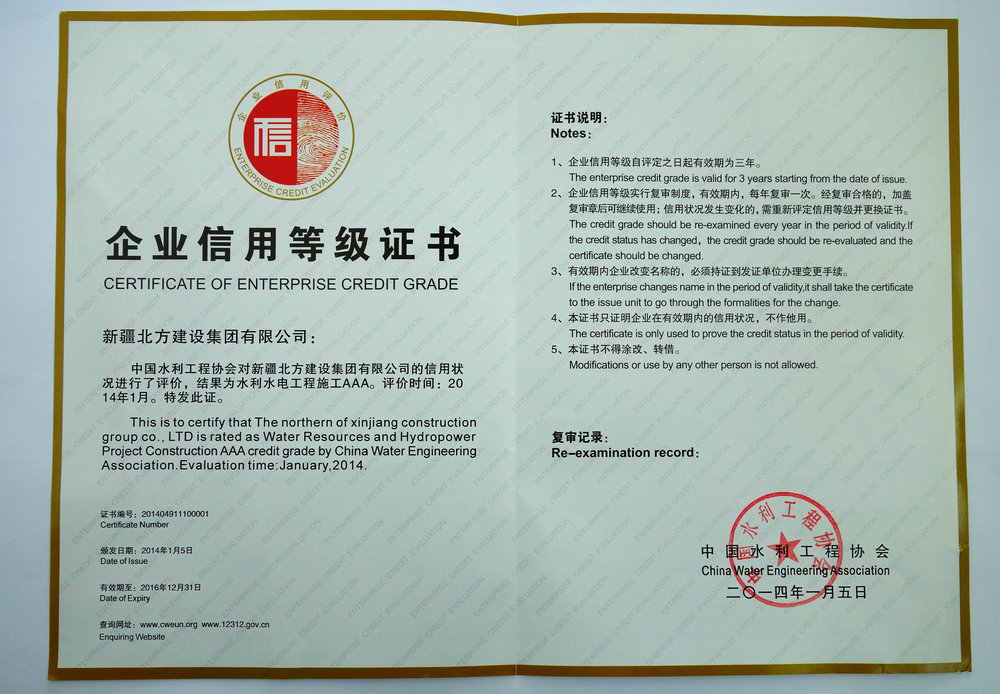 企业信用评价
信
ENTERPRISE CREDIT EVALUATION
企业信用等级证书
CERTIFICATE OF ENTERPRISE CREDIT GRADE
新疆北方建设集团有限公司：
中国水利工程协会对新疆北方建设集团有限公司的信用状
况进行了评价，结果为水利水电工程施工AAA。评价时间：20
14年1月。特发此证。
This is to certify that The northern of xinjiang construction
group co., LTD is rated as Water Resources and Hydropower
Project Construction AAA credit grade by China Water Engineering
Association.Evaluation time:January,2014.
证书编号：201404911100001
Certificate Number
颁发日期：2014年1月5日
Date of Issue
有效期至：2016年12月31日
Date of Expiry
查询网址：www.cweun.org www.12312.gov.cn
Enquiring Website
证书说明：
Notes：
1、企业信用等级自评定之日起有效期为三年。
The enterprise credit grade is valid for 3 years starting from the date of issue.
2、企业信用等级实行复审制度，有效期内，每年复审一次。经复审合格的，加盖
复审章后可继续使用；信用状况发生变化的，需重新评定信用等级并更换证书。
The credit grade should be re-examined every year in the period of validity.If
the credit status has changed，the credit grade should be re-evaluated and the
certificate should be changed.
3、有效期内企业改变名称的，必须持证到发证单位办理变更手续。
If the enterprise changes name in the period of validity,it shall take the certificate
to the issue unit to go through the formalities for the change.
4、本证书只证明企业在有效期内的信用状况，不作他用。
The certificate is only used to prove the credit status in the period of validity.
5、本证书不得涂改、转借。
Modifications or use by any other person is not allowed.
复审记录：
Re-examination record：
中国水利工程协会
中国水利工程协会
China Water Engineering Association
二〇一四年一月五日